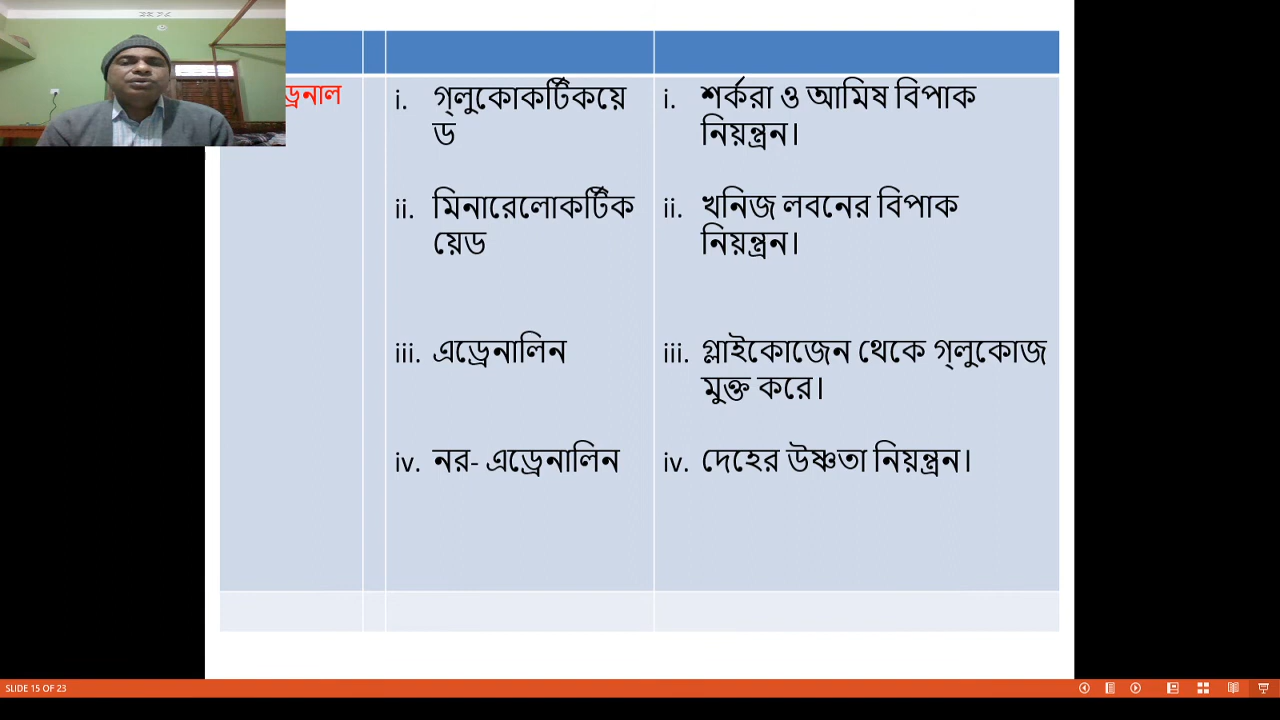 ড্রেনাল
i. গ্লুকোকর্টিকয়ে
ড
i. শর্করা ও আমিষ বিপাক
নিয়ন্ত্রন।
ii. মিনারেলোকর্টিক
য়েড
ii. খনিজ লবনের বিপাক
নিয়ন্ত্রন।
iii. এড্রেনালিন
iii. গ্লাইকোজেন থেকে গ্লুকোজ
মুক্ত করে।
iv. নর- এড্রেনালিন
iv. দেহের উষ্ণতা নিয়ন্ত্রন।
SLIDE 15 OF 23